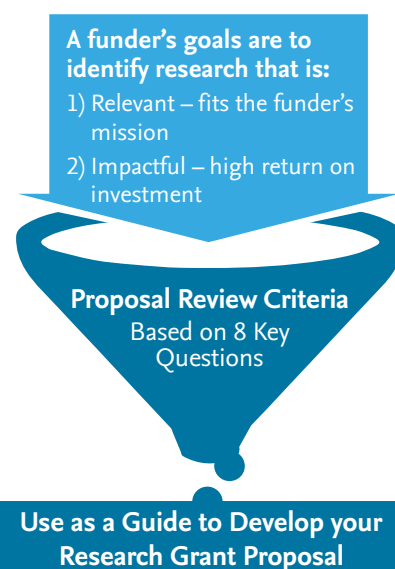 A funder’s goals are to
identify research that is:
1) Relevant – fits the funder’s
mission
2) Impactful – high return on
investment
Proposal Review Criteria
Based on 8 Key
Questions
Use as a Guide to Develop your
Research Grant Proposal